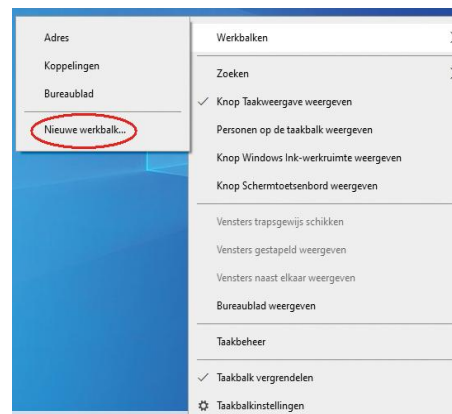 Adres
Koppelingen
Bureaublad
Nieuwe werkbalk...
Werkbalken
Zoeken
Knop Taakweergave weergeven
Personen op de taakbalk weergeven
Knop Windows Ink-werkruimte weergeven
Knop Schermtoetsenbord weergeven
Vensters trapsgewijs schikken
Vensters gestapeld weergeven
Vensters naast elkaar weergeven
Bureaublad weergeven
Taakbeheer
Taakbalk vergrendelen
Taakbalkinstellingen